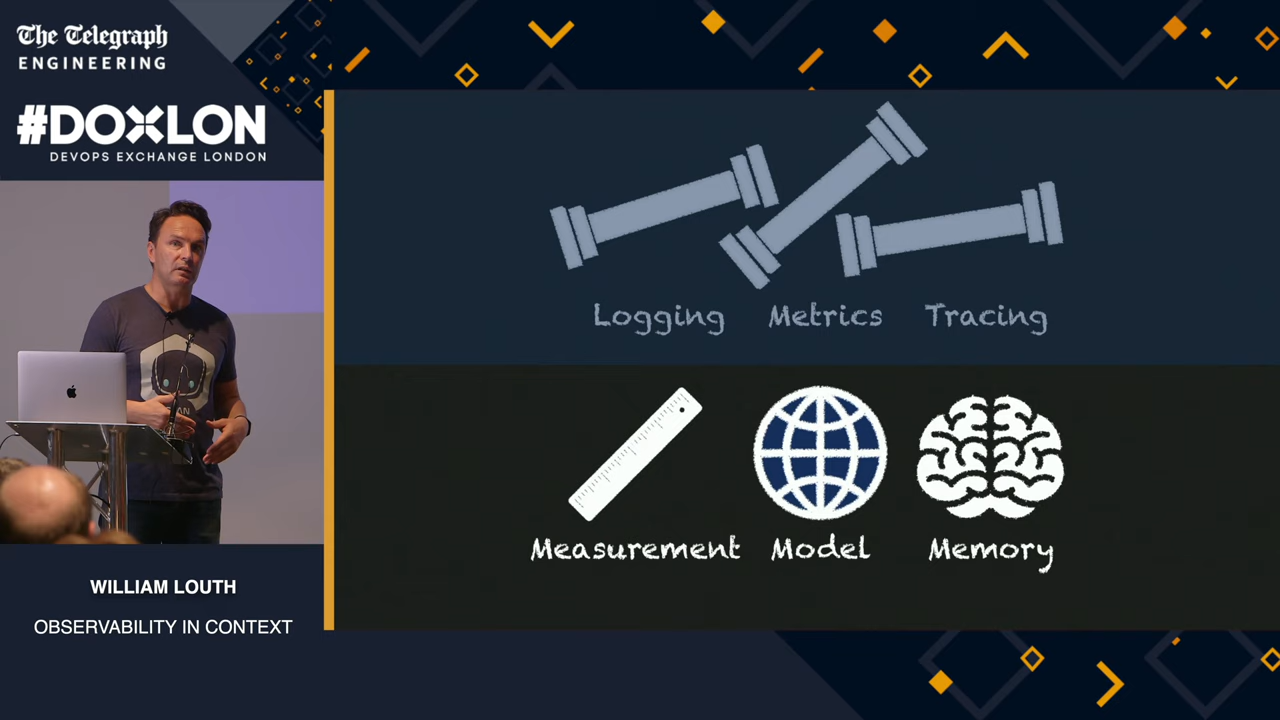 The Telegraph
ENGINEERING
#DOXLON
DEVOPS EXCHANGE LONDON
WILLIAM LOUTH
OBSERVABILITY IN CONTEXT
Logging Metrics Tracing
Measurement Model Memory